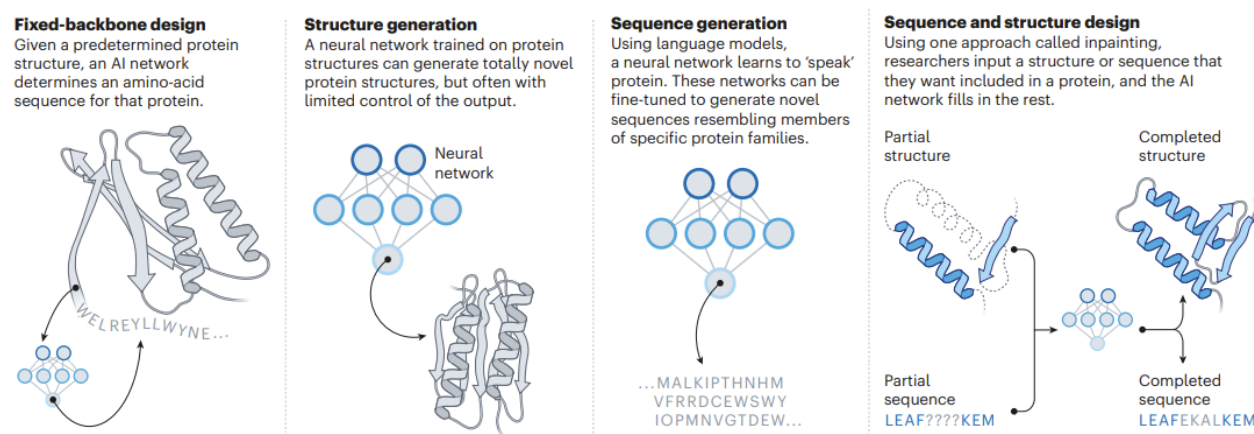 Fixed-backbone design
Given a predetermined protein
structure, an AI network
determines an amino-acid
sequence for that protein.
WELREYLLWYNE...
Structure generation
A neural network trained on protein
structures can generate totally novel
protein structures, but often with
limited control of the output.
Neural
network
Sequence generation
Using language models,
a neural network learns to ‘speak’
protein. These networks can be
fine-tuned to generate novel
sequences resembling members
of specific protein families.
...MALKIPTHNHM
VFRRDCEWSWY
IOPMNVGTDEW...
Sequence and structure design
Using one approach called inpainting,
researchers input a structure or sequence that
they want included in a protein, and the AI
network fills in the rest.
Partial
structure
Completed
structure
Partial
sequence
LEAF????KEM
Completed
sequence
LEAFEKALKEM